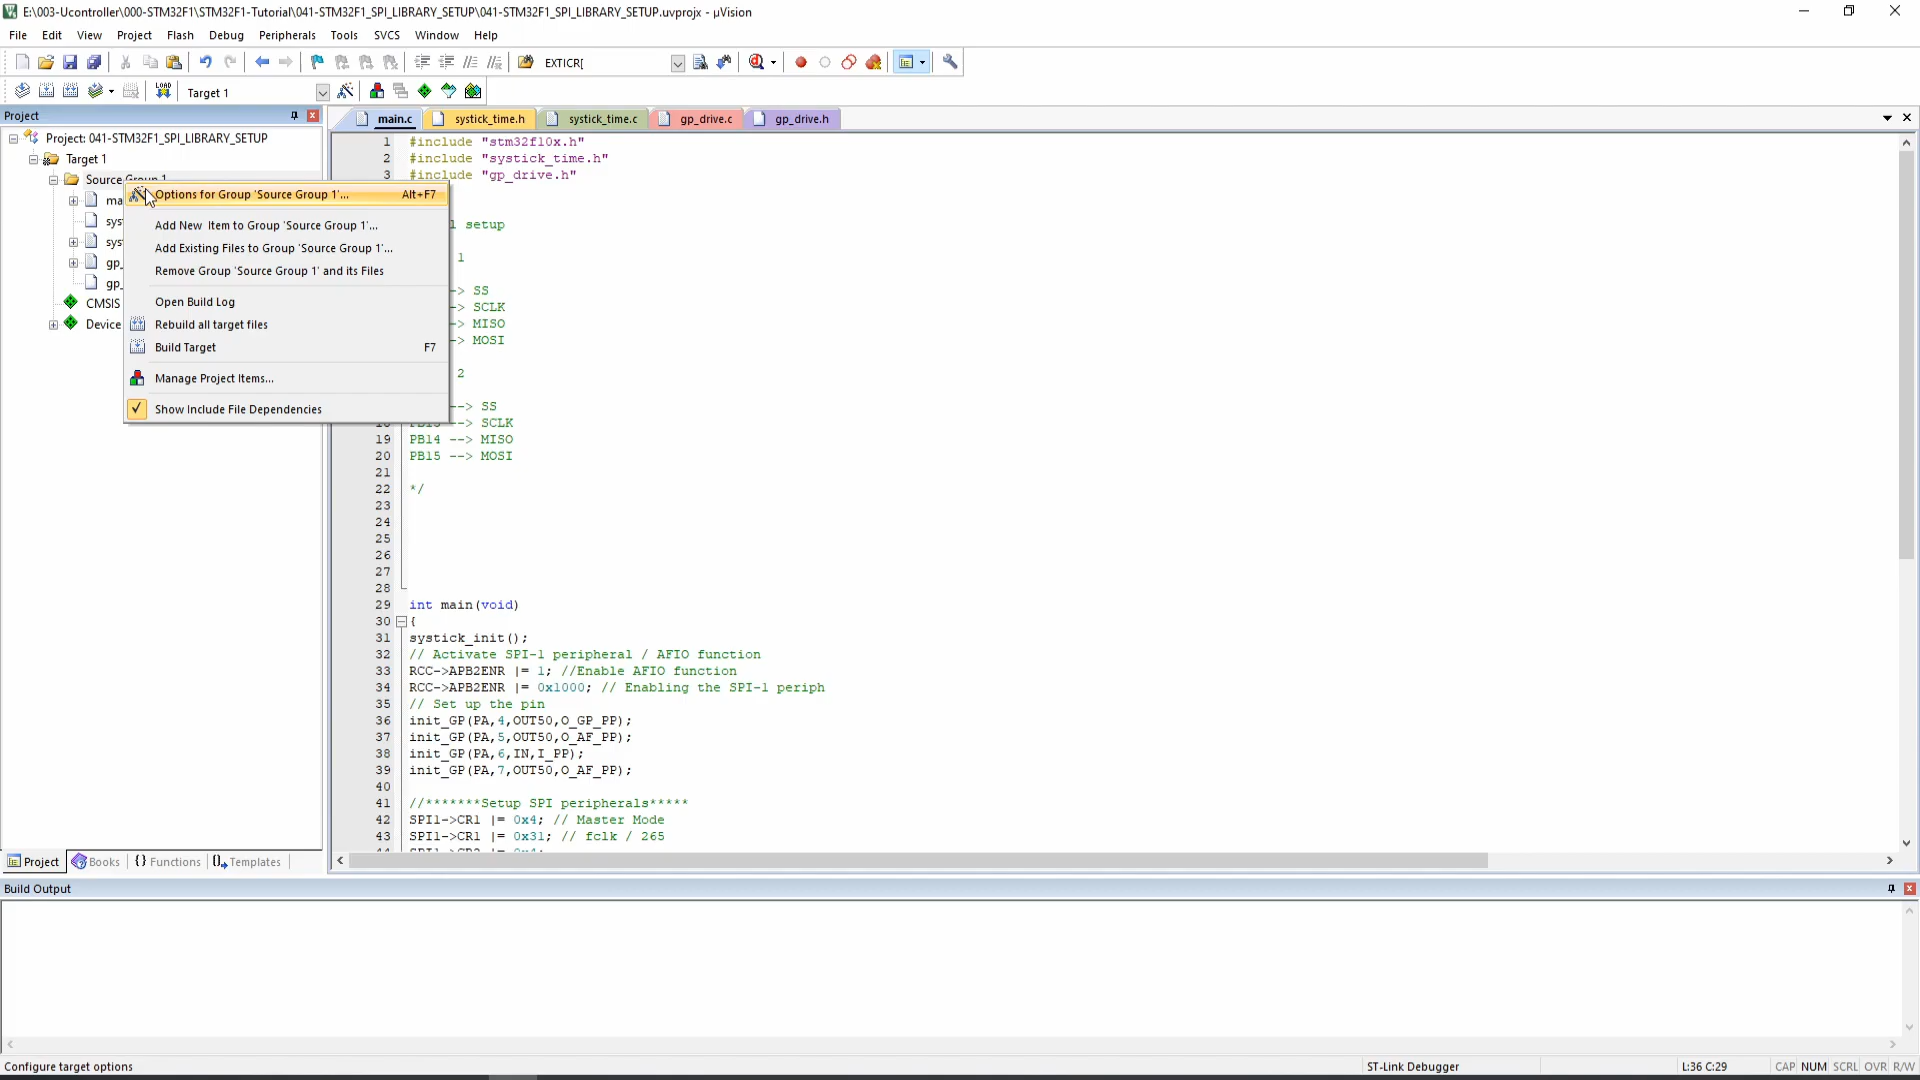 E:\003-Ucontroller\000-STM32F1\STM32F1-Tutorial\041-STM32F1_SPI_LIBRARY_SETUP\041-STM32F1_SPI_LIBRARY_SETUP.uvprojx - µVision
File Edit View Project Flash Debug Peripherals Tools SVCS Window Help
EXTICR[
LOAD Target 1
Project
main.c systick_time.h systick_time.c gp_drive.c gp_drive.h
Project: 041-STM32F1_SPI_LIBRARY_SETUP
Target 1
Source Group 1
ma
sys
sys
gp_
gp_
CMSIS
Device
Options for Group 'Source Group 1'... Alt+F7
Add New Item to Group 'Source Group 1'...
Add Existing Files to Group 'Source Group 1'...
Remove Group 'Source Group 1' and its Files
Open Build Log
Rebuild all target files
Build Target F7
Manage Project Items...
Show Include File Dependencies
1 #include "stm32f10x.h"
2 #include "systick_time.h"
3 #include "gp_drive.h"
1 setup
1
-> SS
-> SCLK
-> MISO
-> MOSI
2
--> SS
--> SCLK
19 PB14 --> MISO
20 PB15 --> MOSI
21
22 */
23
24
25
26
27
28
29 int main(void)
30 {
31 systick_init();
32 // Activate SPI-1 peripheral / AFIO function
33 RCC->APB2ENR |= 1; //Enable AFIO function
34 RCC->APB2ENR |= 0x1000; // Enabling the SPI-1 periph
35 // Set up the pin
36 init_GP(PA,4,OUT50,O_GP_PP);
37 init_GP(PA,5,OUT50,O_AF_PP);
38 init_GP(PA,6,IN,I_PP);
39 init_GP(PA,7,OUT50,O_AF_PP);
40
41 //*******Setup SPI peripherals*****
42 SPI1->CR1 |= 0x4; // Master Mode
43 SPI1->CR1 |= 0x31; // fclk / 265
Project Books {} Functions Templates
Build Output
Configure target options
ST-Link Debugger
L:36 C:29
CAP NUM SCRL OVR R/W